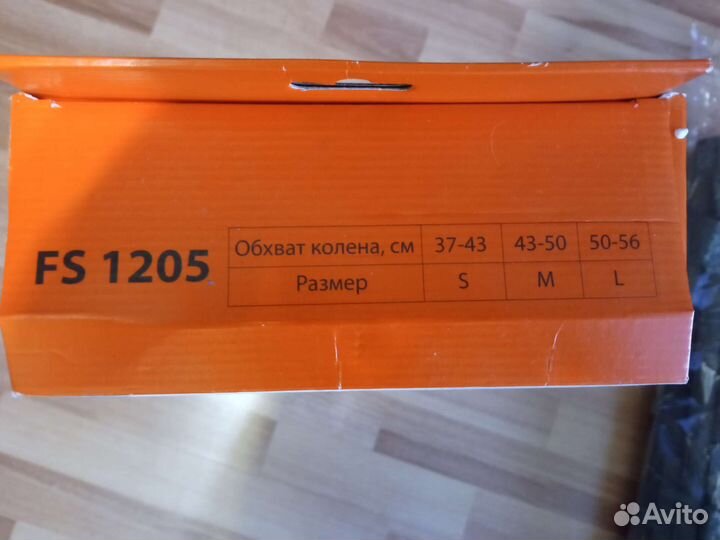 FS 1205
Обхват колена, см 37-43 43-50 50-56
Размер S M L
Avito